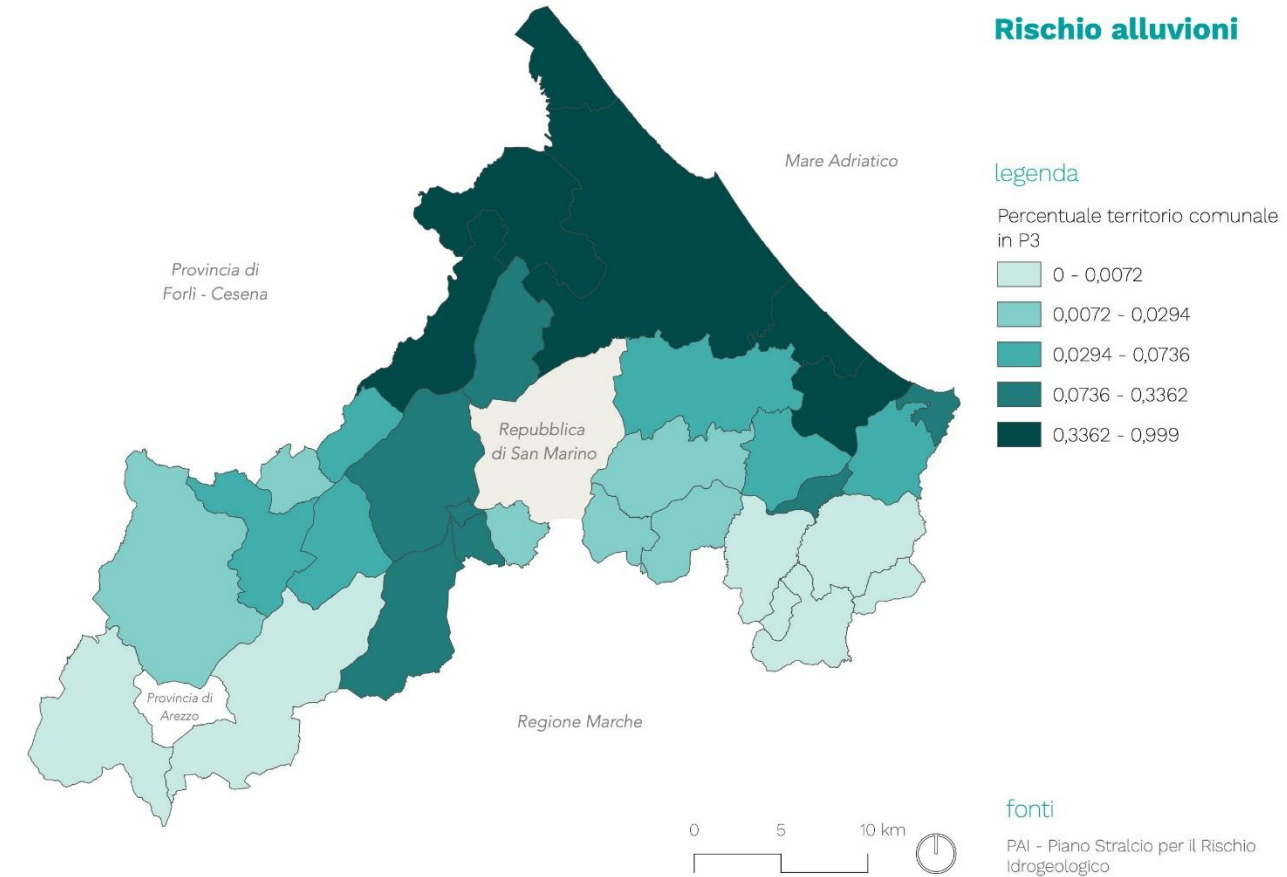 Rischio alluvioni
Mare Adriatico
legenda
Percentuale territorio comunale
in P3
0 - 0,0072
0,0072 - 0,0294
0,0294 - 0,0736
0,0736 - 0,3362
0,3362 - 0,999
Provincia di
Forlì - Cesena
Repubblica
di San Marino
Provincia di
Arezzo
Regione Marche
0 5 10 km
fonti
PAI - Piano Stralcio per il Rischio
Idrogeologico